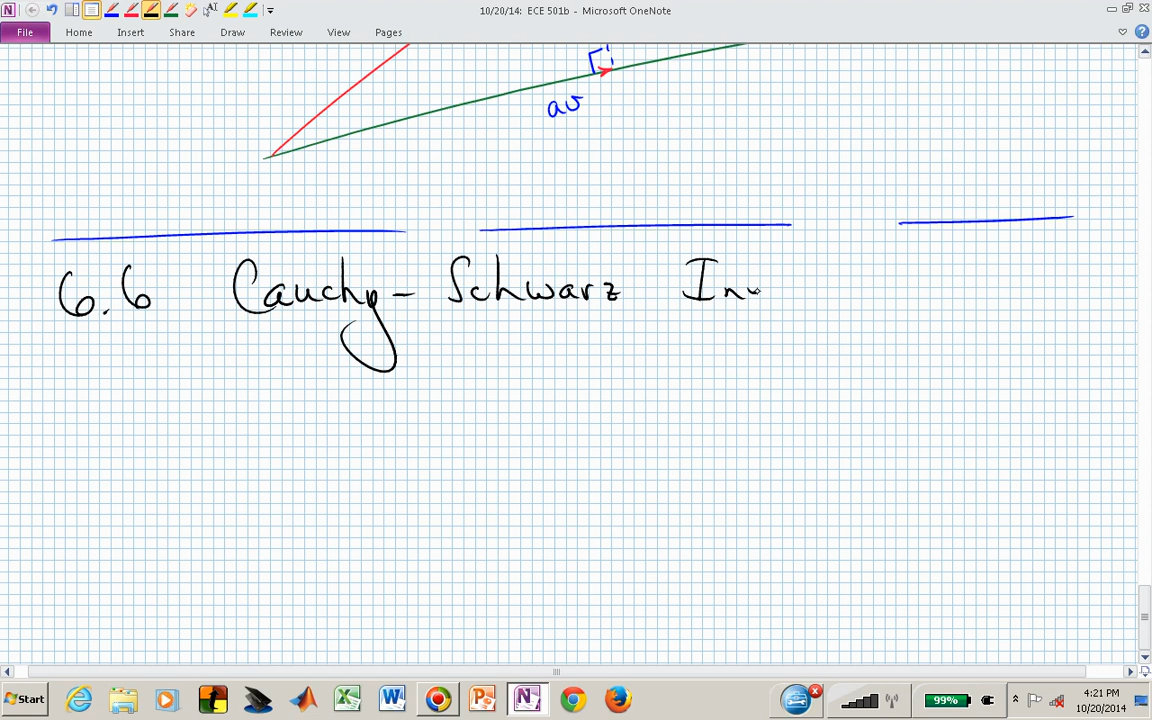 10/20/14: ECE 501b - Microsoft OneNote
File Home Insert Share Draw Review View Pages
av
6.6 Cauchy-Schwarz In
Start
99%
4:21 PM
10/20/2014